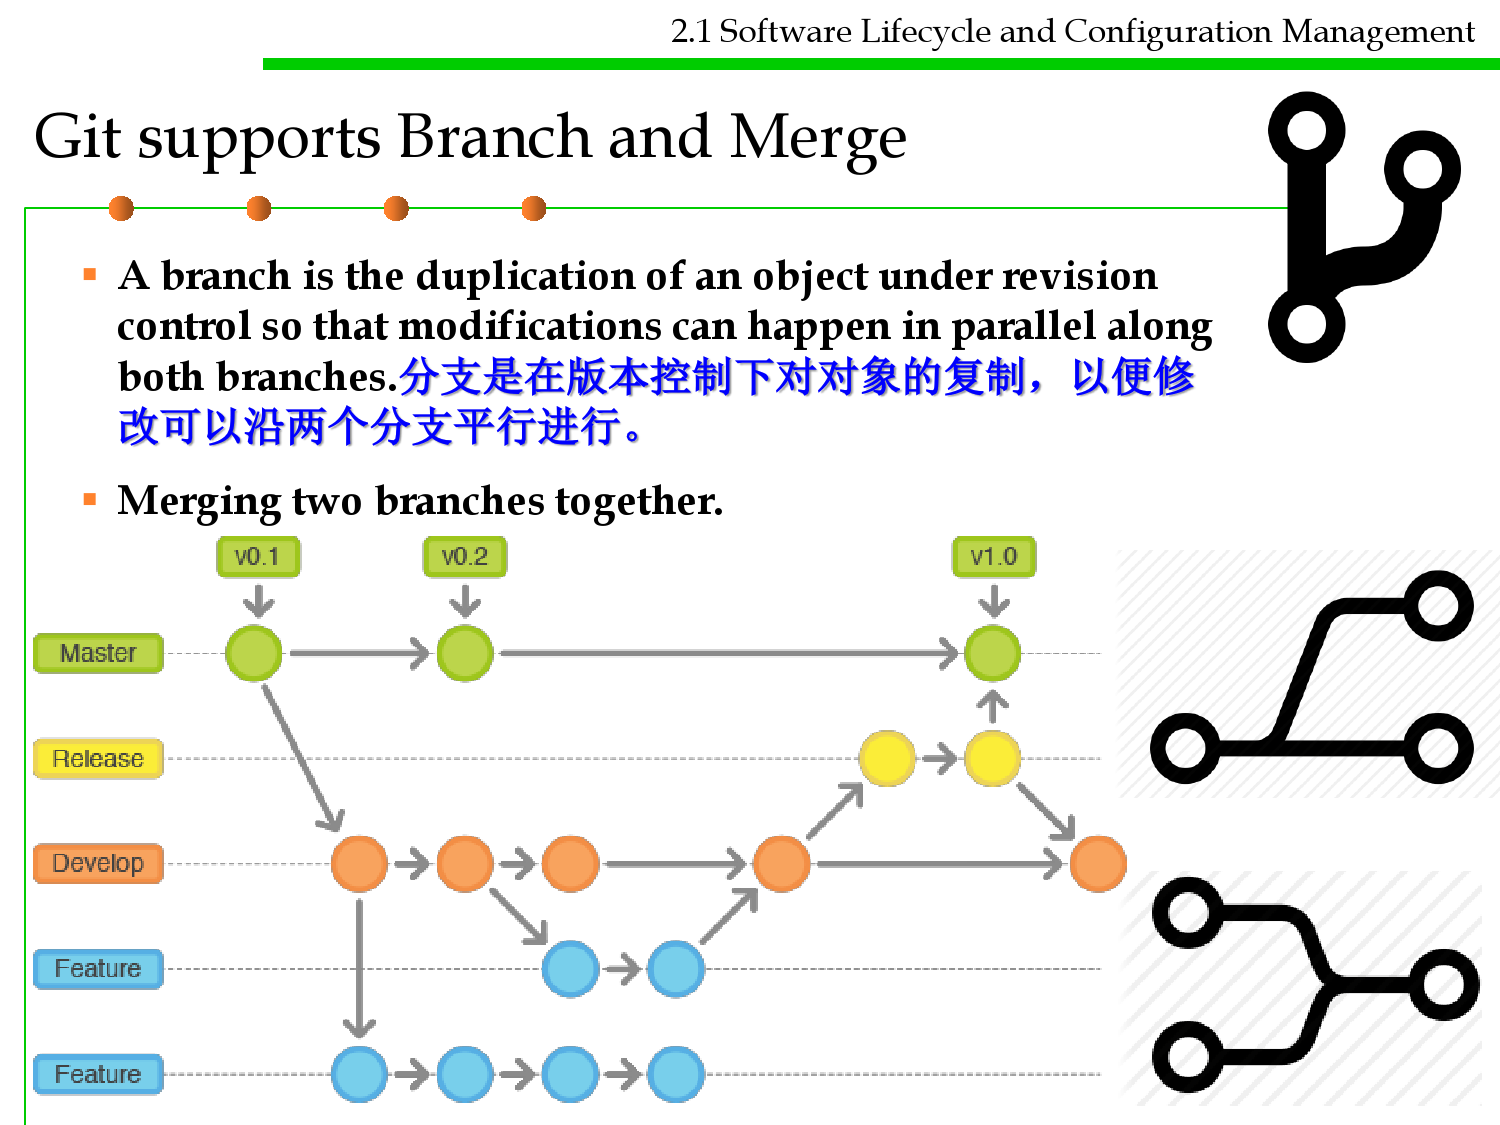 2.1 Software Lifecycle and Configuration Management
Git supports Branch and Merge
▪ A branch is the duplication of an object under revision
control so that modifications can happen in parallel along
both branches.分支是在版本控制下对对象的复制，以便修
改可以沿两个分支平行进行。
▪ Merging two branches together.
v0.1 v0.2 v1.0
Master
Release
Develop
Feature
Feature